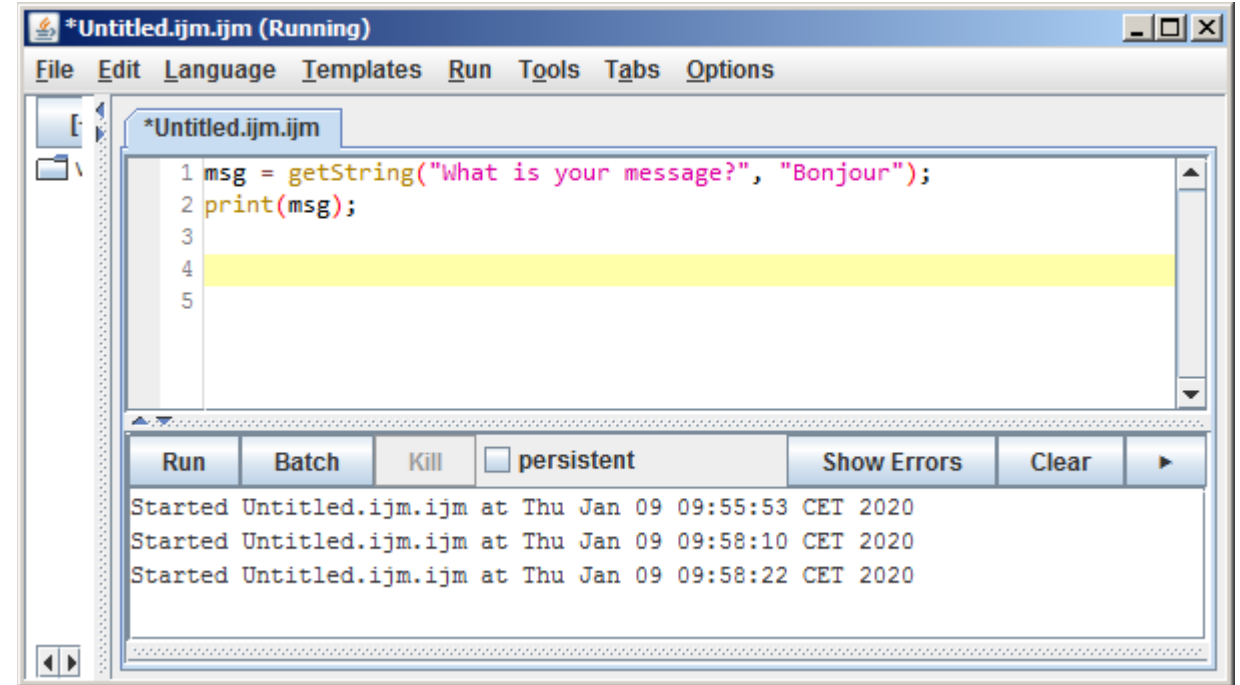 *Untitled.ijm.ijm (Running)
File Edit Language Templates Run Tools Tabs Options
*Untitled.ijm.ijm
1 msg = getString("What is your message?", "Bonjour");
2 print(msg);
3
4
5
Run Batch Kill persistent Show Errors Clear
Started Untitled.ijm.ijm at Thu Jan 09 09:55:53 CET 2020
Started Untitled.ijm.ijm at Thu Jan 09 09:58:10 CET 2020
Started Untitled.ijm.ijm at Thu Jan 09 09:58:22 CET 2020